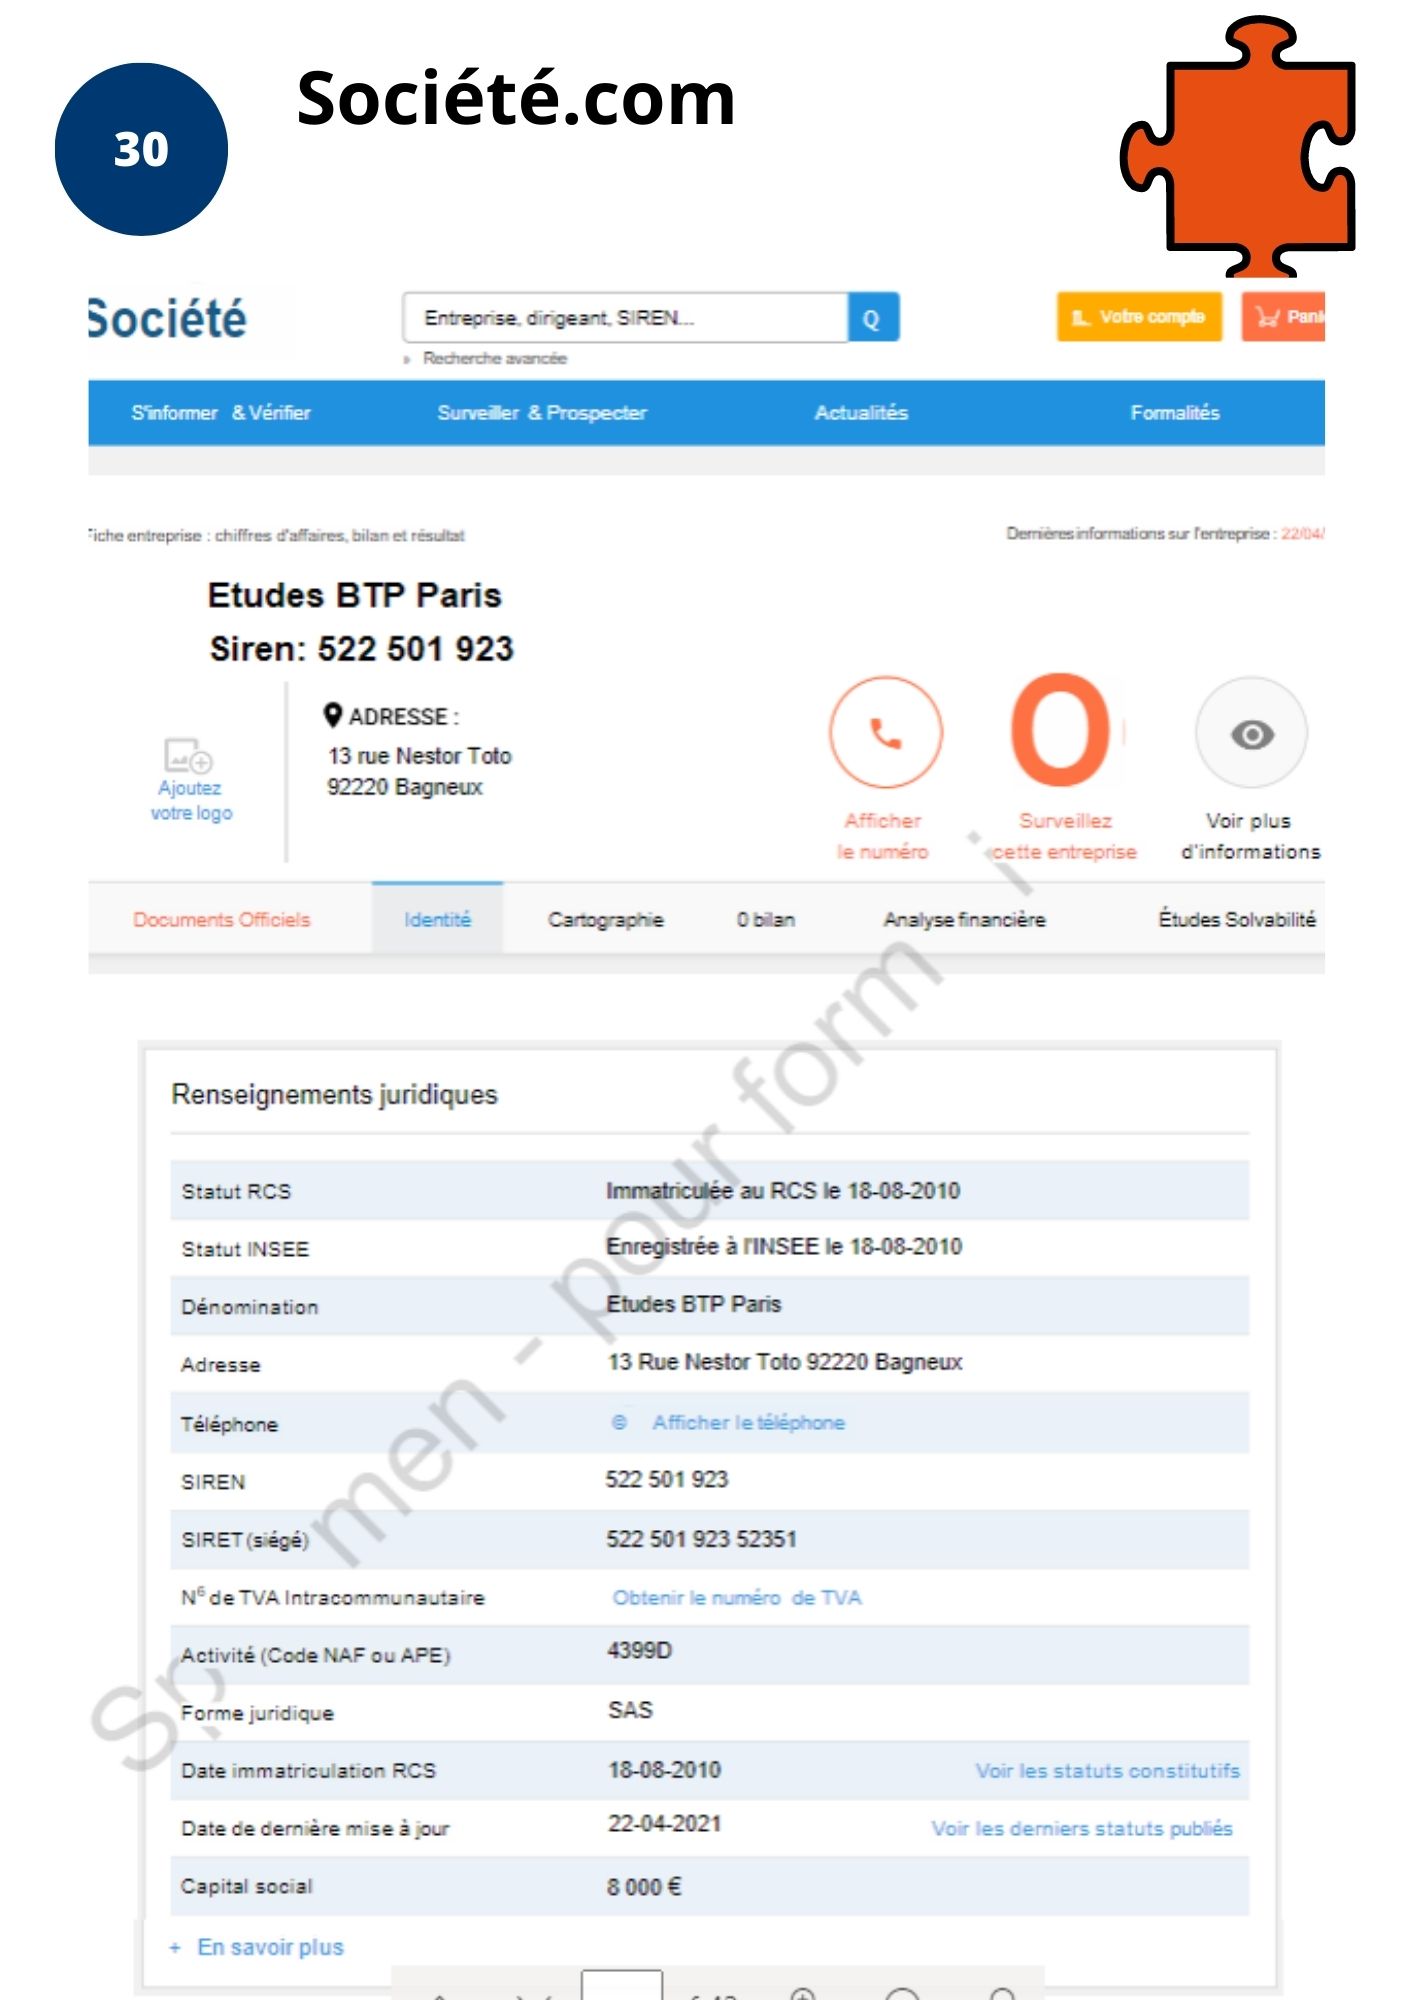 30
Société.com
Société
Entreprise, dirigeant, SIREN...
Votre compte
Recherche avancée
S'informer & Vérifier
Surveiller & Prospecter
Actualités
Formalités
Fiche entreprise : chiffres d'affaires, bilan et résultat
Dernières informations sur l'entreprise : 22/04/
Etudes BTP Paris
Siren: 522 501 923
ADRESSE :
13 rue Nestor Toto
92220 Bagneux
Ajoutez
votre logo
Afficher
le numéro
Surveillez
cette entreprise
Voir plus
d'informations
Documents Officiels
Identité
Cartographie
0 bilan
Analyse financière
Études Solvabilité
Renseignements juridiques
Statut RCS
Immatriculée au RCS le 18-08-2010
Statut INSEE
Enregistrée à l'INSEE le 18-08-2010
Dénomination
Etudes BTP Paris
Adresse
13 Rue Nestor Toto 92220 Bagneux
Téléphone
Afficher le téléphone
SIREN
522 501 923
SIRET (siégé)
522 501 923 52351
N⁶ de TVA Intracommunautaire
Obtenir le numéro de TVA
Activité (Code NAF ou APE)
4399D
Forme juridique
SAS
Date immatriculation RCS
18-08-2010
Voir les statuts constitutifs
Date de dernière mise à jour
22-04-2021
Voir les derniers statuts publiés
Capital social
8 000 €
+ En savoir plus
men - pour form